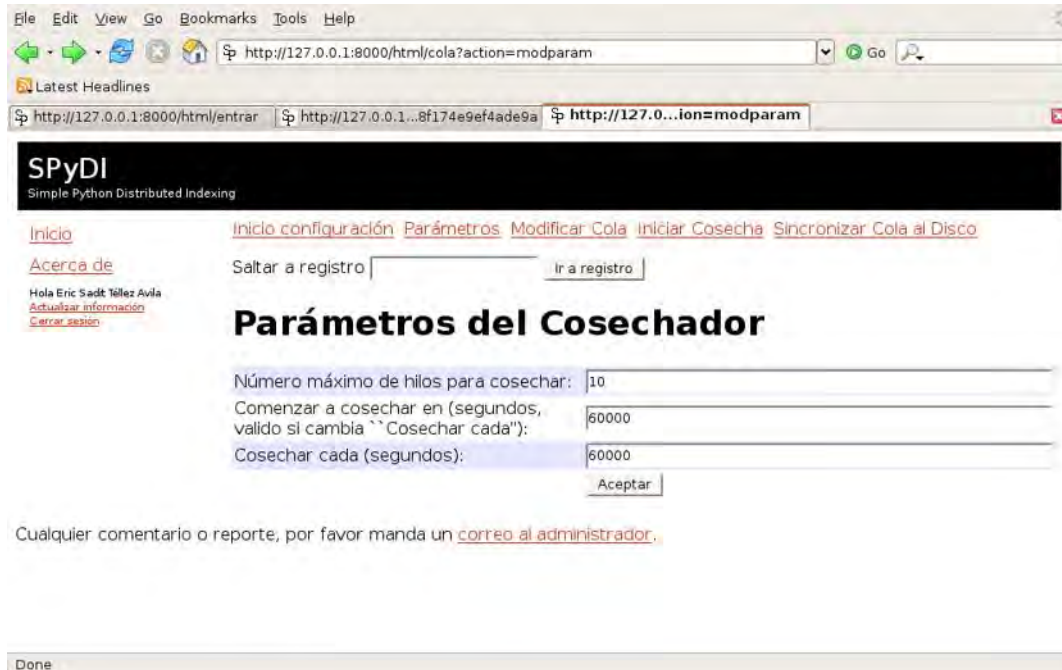 File Edit View Go Bookmarks Tools Help
http://127.0.0.1:8000/html/cola?action=modparam Go
Latest Headlines
http://127.0.0.1:8000/html/entrar http://127.0.0.1...8f174e9ef4ade9a http://127.0...ion=modparam
SPyDI
Simple Python Distributed Indexing
Inicio
Acerca de
Hola Eric Sadit Téllez Avila
Actualizar información
Cerrar sesión
Inicio configuración Parámetros Modificar Cola Iniciar Cosecha Sincronizar Cola al Disco
Saltar a registro Ir a registro
Parámetros del Cosechador
Número máximo de hilos para cosechar: 10
Comenzar a cosechar en (segundos,
valido si cambia ``Cosechar cada"): 60000
Cosechar cada (segundos): 60000
Aceptar
Cualquier comentario o reporte, por favor manda un correo al administrador.
Done